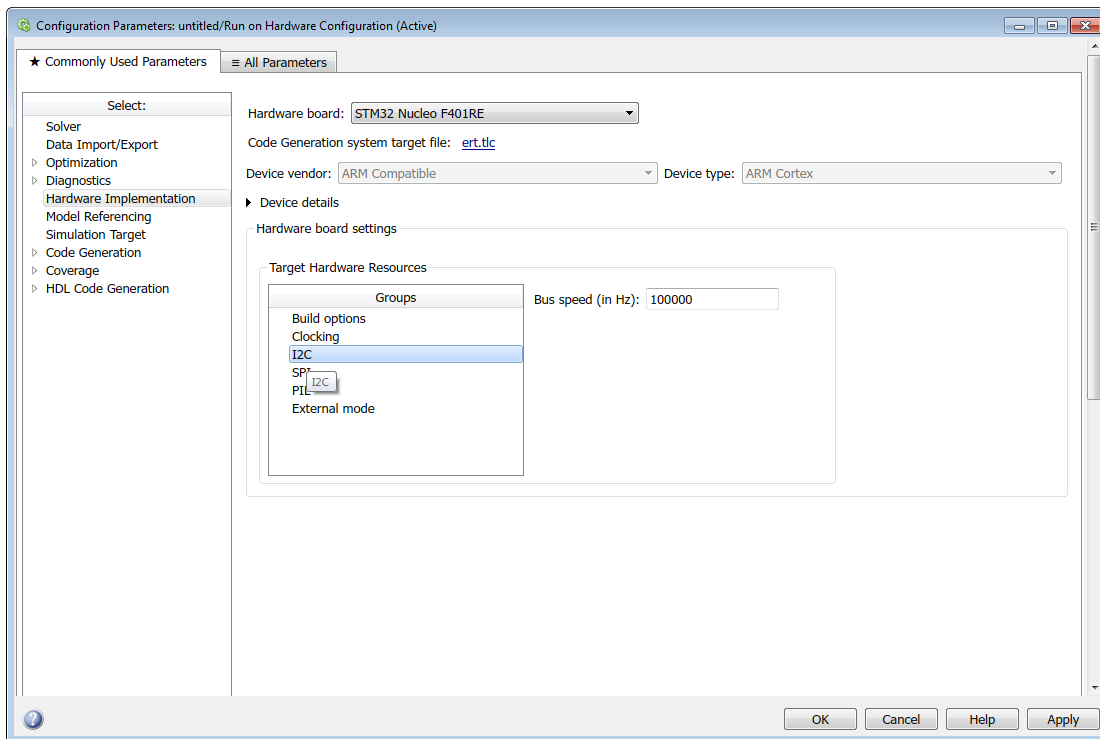 Configuration Parameters: untitled/Run on Hardware Configuration (Active)
★ Commonly Used Parameters
≡ All Parameters
Select:
Solver
Data Import/Export
Optimization
Diagnostics
Hardware Implementation
Model Referencing
Simulation Target
Code Generation
Coverage
HDL Code Generation
Hardware board: STM32 Nucleo F401RE
Code Generation system target file: ert.tlc
Device vendor: ARM Compatible Device type: ARM Cortex
Device details
Hardware board settings
Target Hardware Resources
Groups
Build options
Clocking
I2C
SPI
I2C
PIL
External mode
Bus speed (in Hz): 100000
OK Cancel Help Apply